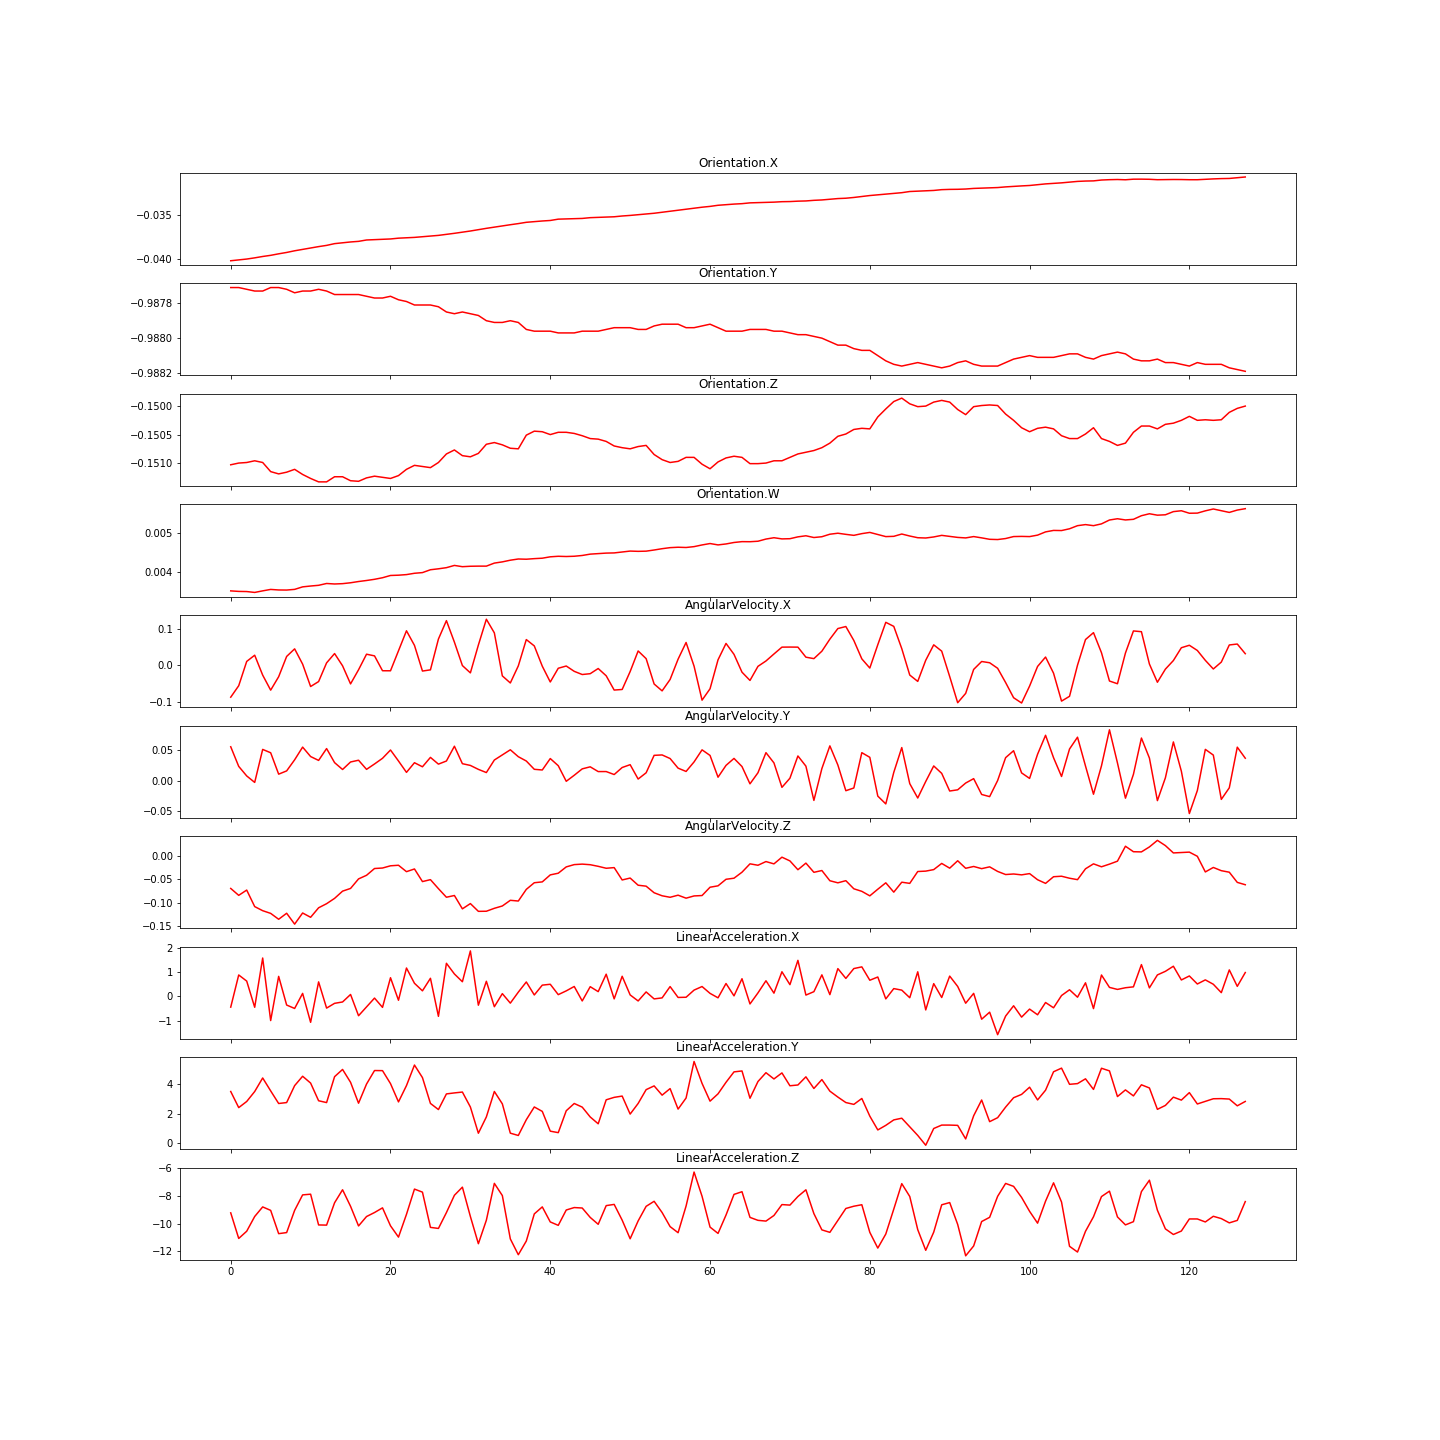 Orientation.X
−0.035
−0.040
Orientation.Y
−0.9878
−0.9880
−0.9882
Orientation.Z
−0.1500
−0.1505
−0.1510
Orientation.W
0.005
0.004
AngularVelocity.X
0.1
0.0
−0.1
AngularVelocity.Y
0.05
0.00
−0.05
AngularVelocity.Z
0.00
−0.05
−0.10
−0.15
LinearAcceleration.X
2
1
0
−1
LinearAcceleration.Y
4
2
0
LinearAcceleration.Z
−6
−8
−10
−12
0 20 40 60 80 100 120